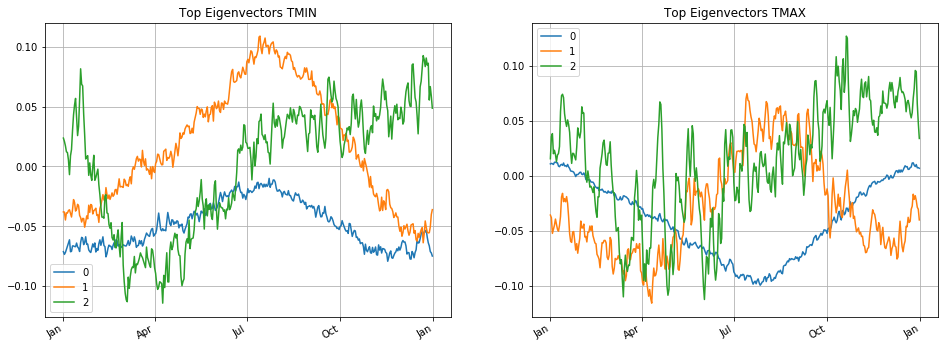 Top Eigenvectors TMIN
0.10
0.05
0.00
−0.05
−0.10
0
1
2
Jan
Apr
Jul
Oct
Jan
Top Eigenvectors TMAX
0
1
2
0.10
0.05
0.00
−0.05
−0.10
Jan
Apr
Jul
Oct
Jan